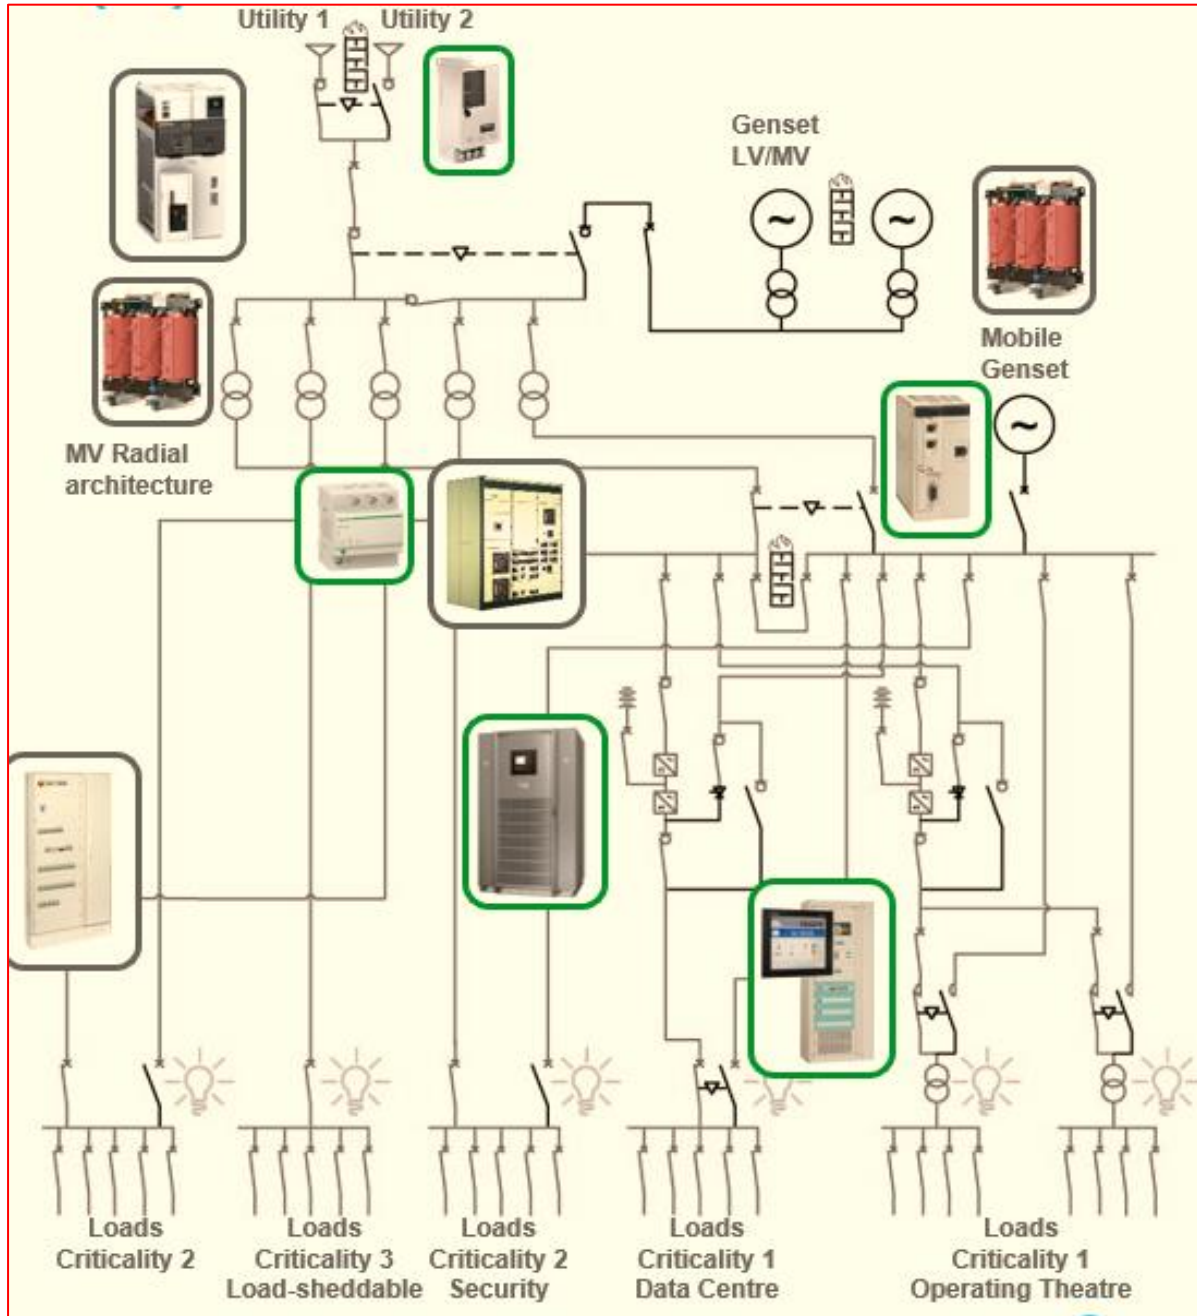 Utility 1
Utility 2
Genset
LV/MV
Mobile
Genset
MV Radial
architecture
Loads
Criticality 2
Loads
Criticality 3
Load-sheddable
Loads
Criticality 2
Security
Loads
Criticality 1
Data Centre
Loads
Criticality 1
Operating Theatre